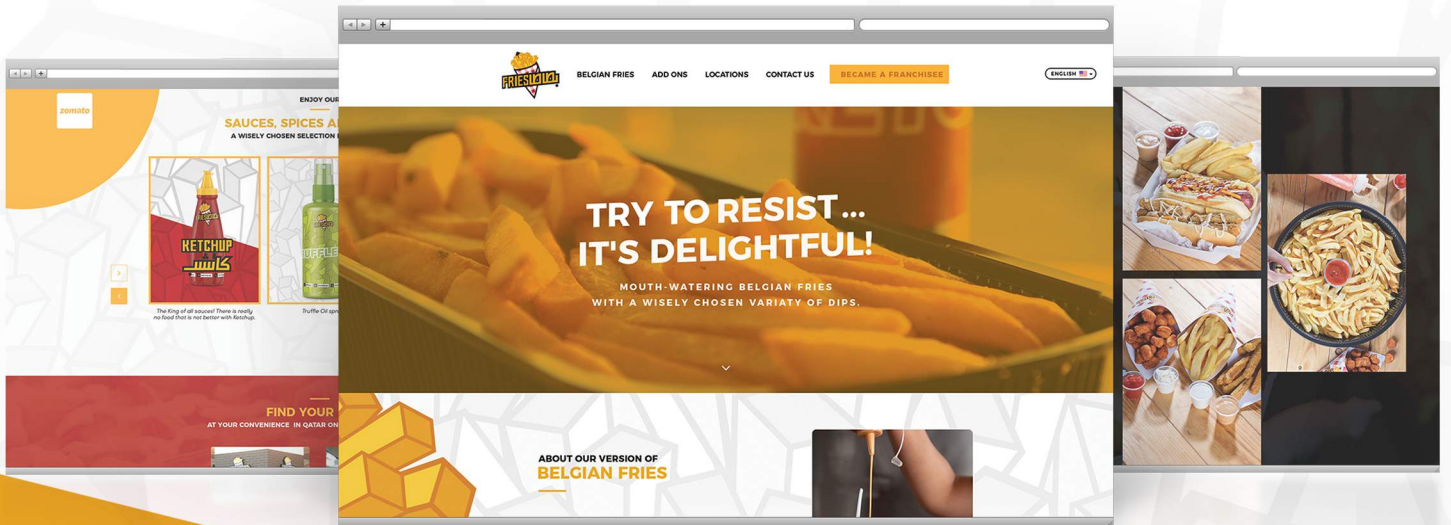 zomato
ENJOY OUR
SAUCES, SPICES A
A WISELY CHOSEN SELECTION
KETCHUP
كاتشب
UFFLE
The King of all sauces! There is really
no food that is not better with Ketchup.
Truffle Oil spr
FIND YOUR
AT YOUR CONVENIENCE IN QATAR ON
FRIES
BELGIAN FRIES
ADD ONS
LOCATIONS
CONTACT US
BECAME A FRANCHISEE
ENGLISH
TRY TO RESIST...
IT'S DELIGHTFUL!
MOUTH-WATERING BELGIAN FRIES
WITH A WISELY CHOSEN VARIATY OF DIPS.
ABOUT OUR VERSION OF
BELGIAN FRIES